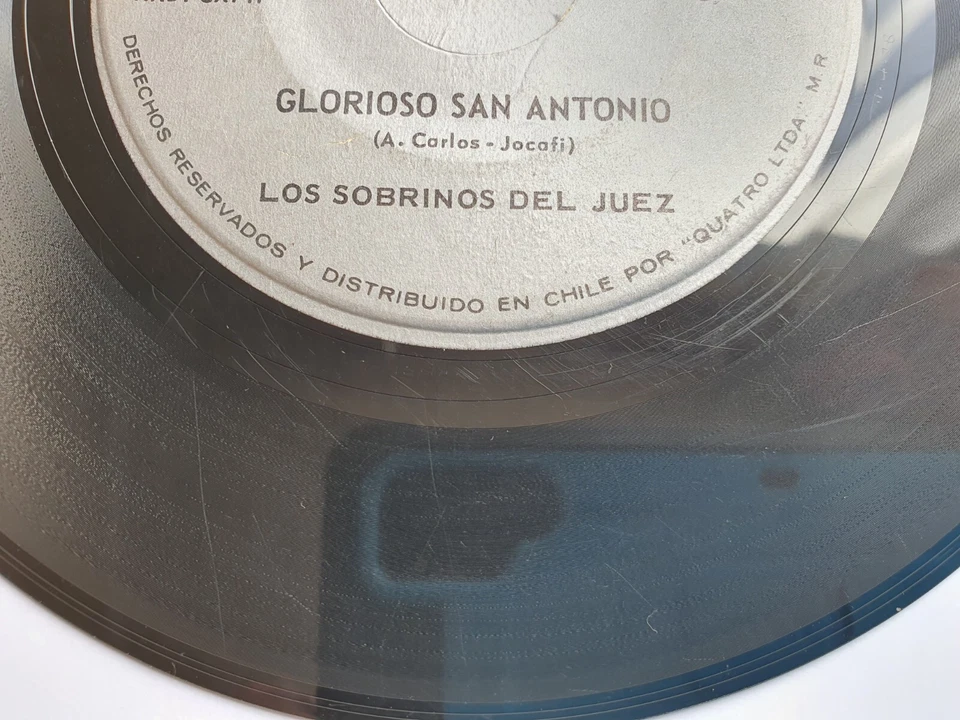 GLORIOSO SAN ANTONIO
(A. Carlos - Jocafi)
LOS SOBRINOS DEL JUEZ
DERECHOS RESERVADOS Y DISTRIBUIDO EN CHILE POR "QUATRO LTDA." M R